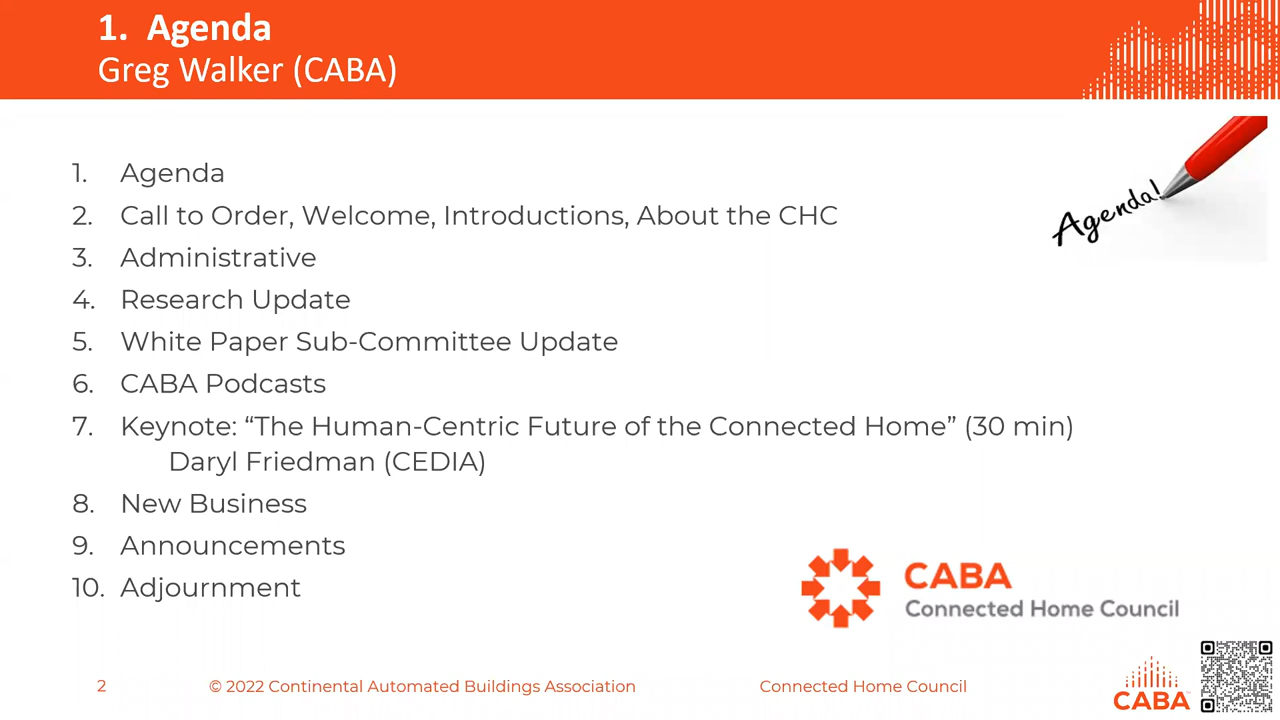 1. Agenda
Greg Walker (CABA)
Agenda!
1. Agenda
2. Call to Order, Welcome, Introductions, About the CHC
3. Administrative
4. Research Update
5. White Paper Sub-Committee Update
6. CABA Podcasts
7. Keynote: “The Human-Centric Future of the Connected Home” (30 min)
Daryl Friedman (CEDIA)
8. New Business
9. Announcements
10. Adjournment
CABA
Connected Home Council
2 © 2022 Continental Automated Buildings Association Connected Home Council
CABA